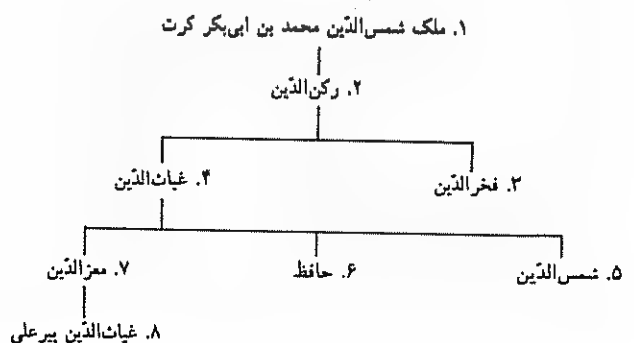 ۱. ملک شمس‌الدّین محمد بن ابی‌بکر کرت
۲. رکن‌الدّین
۳. فخرالدّین
۴. غیاث‌الدّین
۵. شمس‌الدّین
۶. حافظ
۷. معزالدّین
۸. غیاث‌الدّین پیرعلی